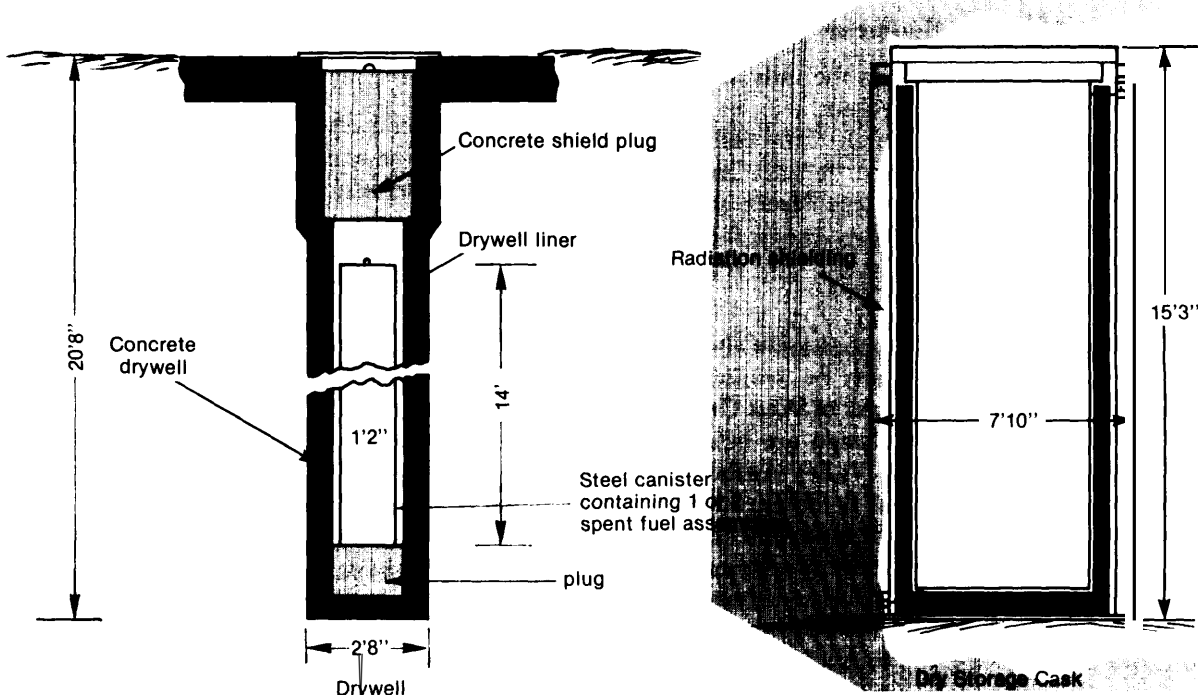 Concrete shield plug
Drywell liner
Concrete
drywell
20'8''
14'
1'2''
Steel canister
containing 1 or
spent fuel
plug
2'8''
Drywell
Radiation shielding
15'3''
7'10''
Dry Storage Cask